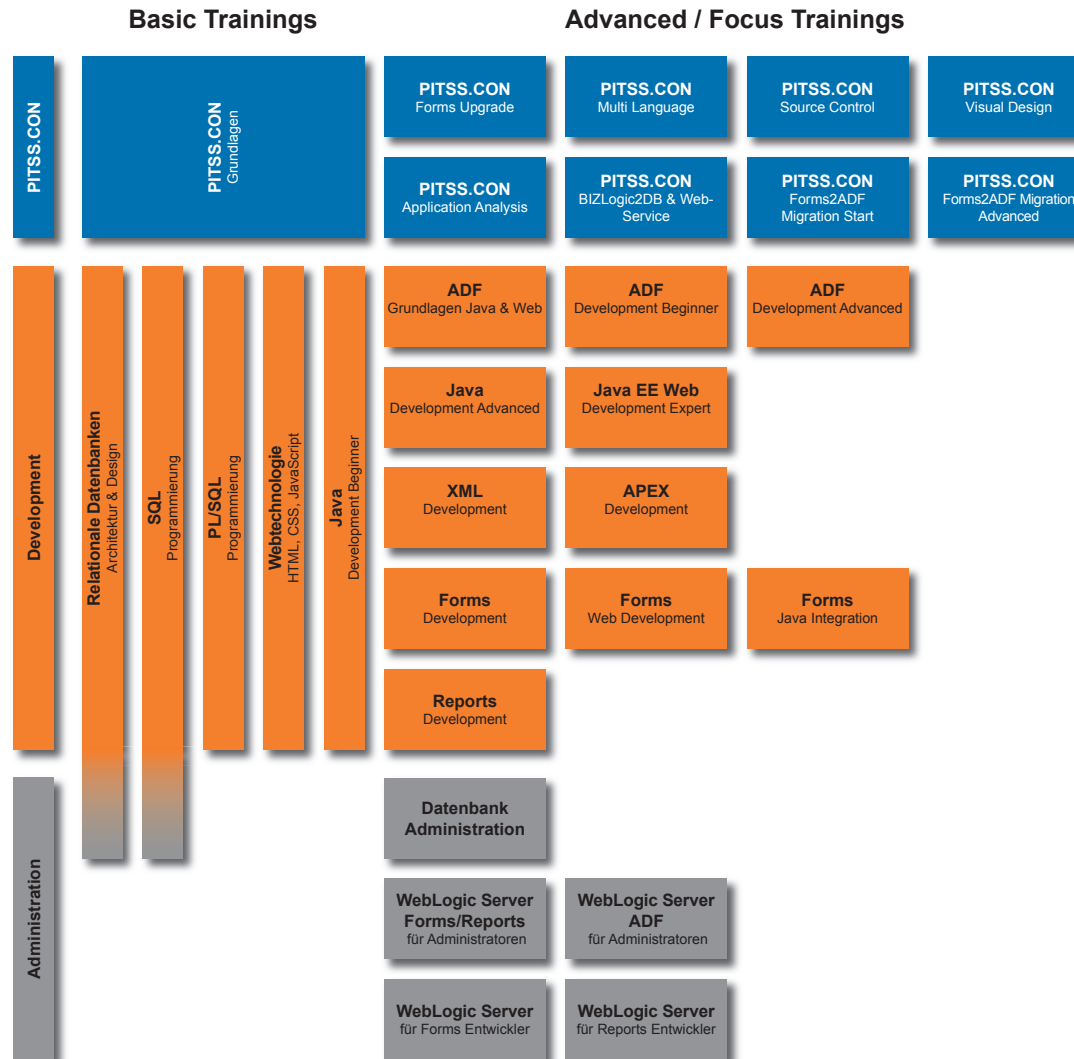 Basic Trainings
Advanced / Focus Trainings
PITSS.CON
PITSS.CON
Grundlagen
PITSS.CON
Forms Upgrade
PITSS.CON
Multi Language
PITSS.CON
Source Control
PITSS.CON
Visual Design
PITSS.CON
Application Analysis
PITSS.CON
BIZLogic2DB & Web-
Service
PITSS.CON
Forms2ADF
Migration Start
PITSS.CON
Forms2ADF Migration
Advanced
Development
Relationale Datenbanken
Architektur & Design
SQL
Programmierung
PL/SQL
Programmierung
Webtechnologie
HTML, CSS, JavaScript
Java
Development Beginner
ADF
Grundlagen Java & Web
ADF
Development Beginner
ADF
Development Advanced
Java
Development Advanced
Java EE Web
Development Expert
XML
Development
APEX
Development
Forms
Development
Forms
Web Development
Forms
Java Integration
Reports
Development
Administration
Datenbank
Administration
WebLogic Server
Forms/Reports
für Administratoren
WebLogic Server
ADF
für Administratoren
WebLogic Server
für Forms Entwickler
WebLogic Server
für Reports Entwickler